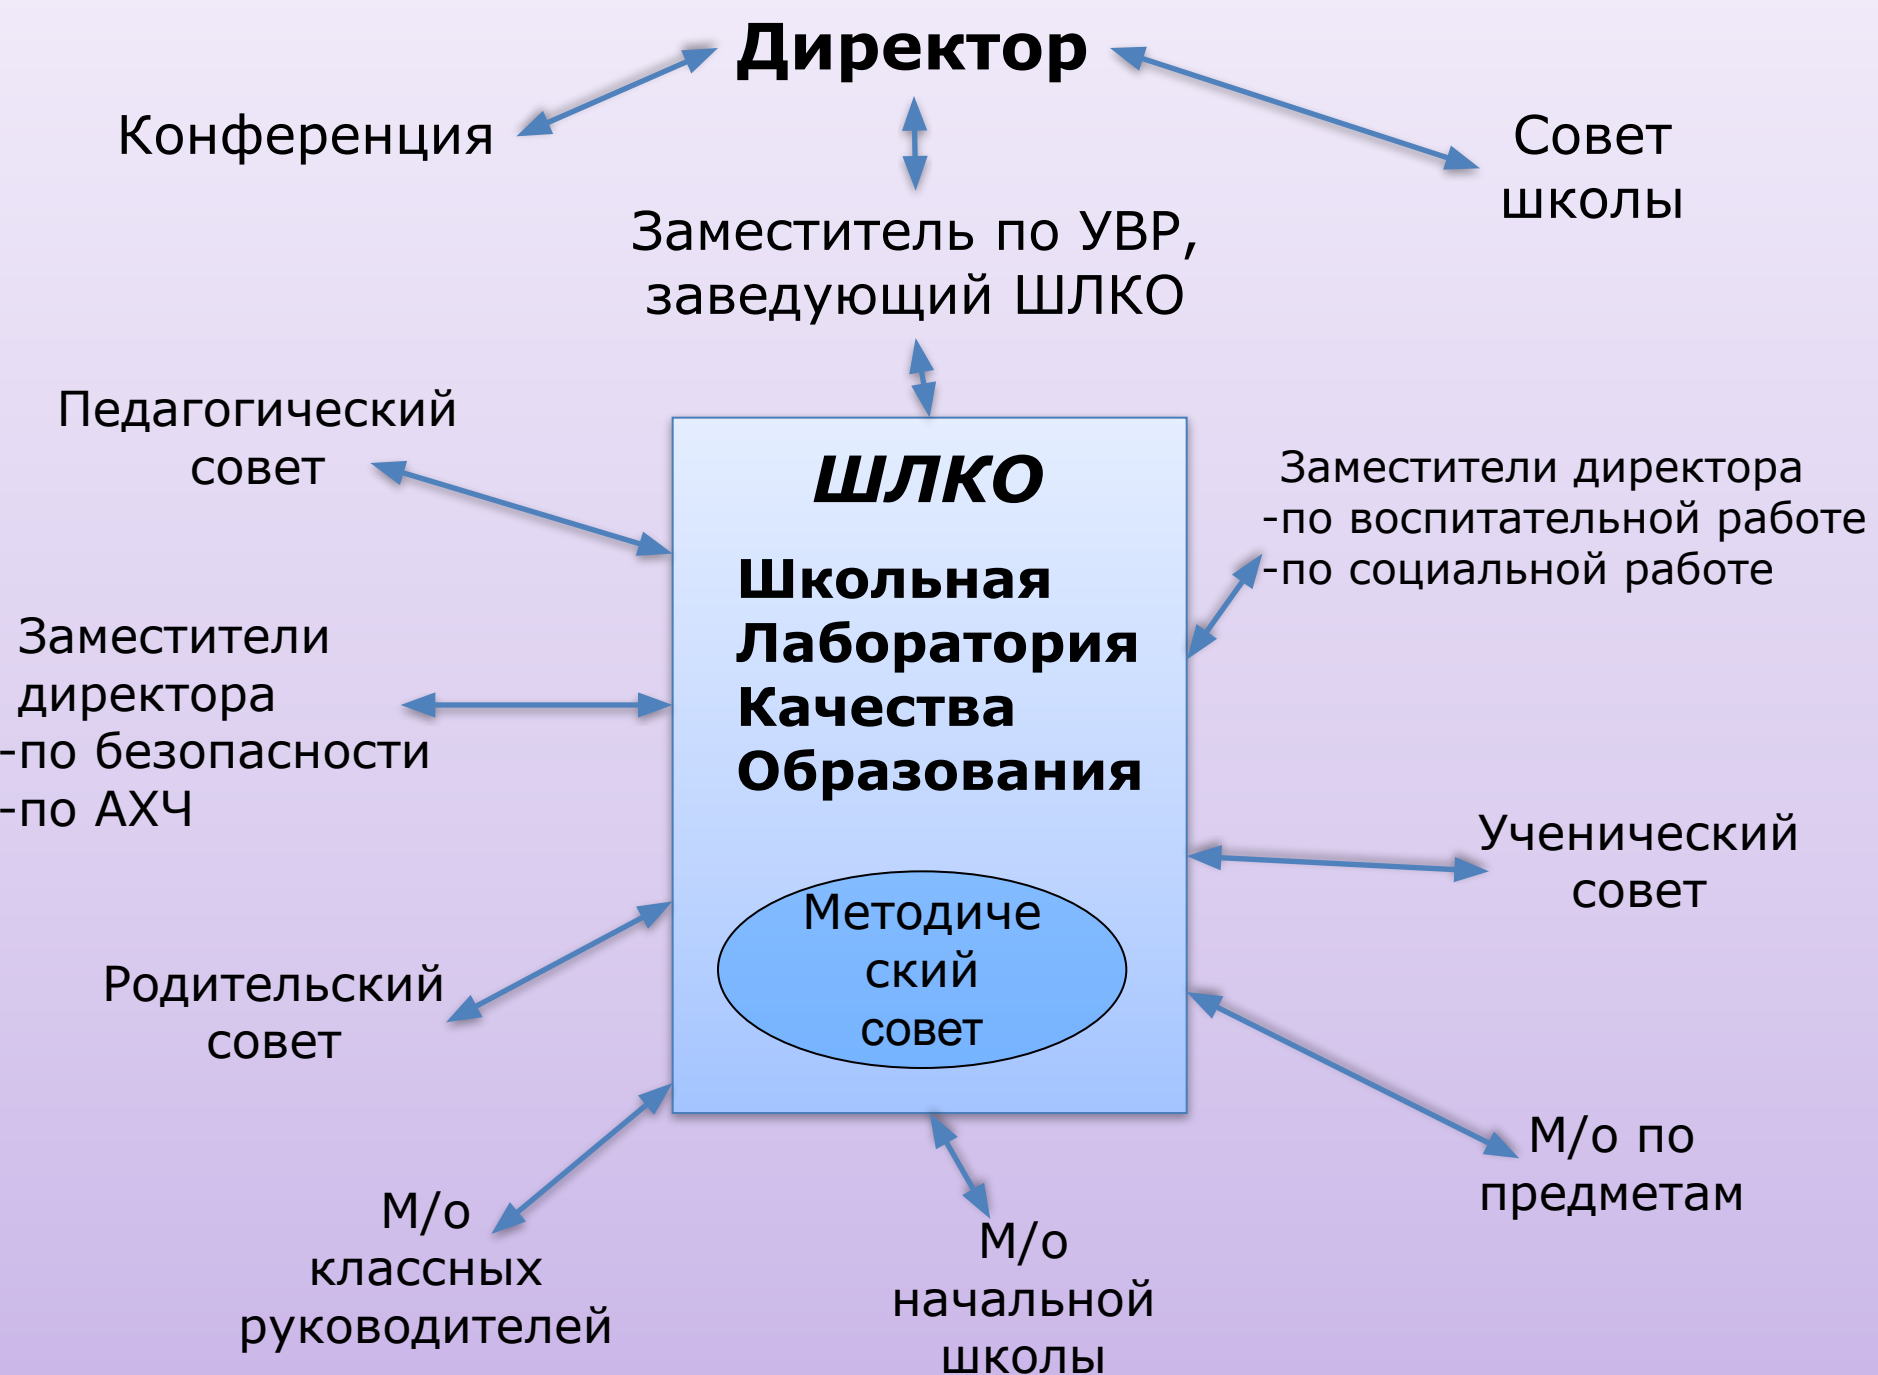 Директор
Конференция
Совет
школы
Заместитель по УВР,
заведующий ШЛКО
Педагогический
совет
ШЛКО
Школьная
Лаборатория
Качества
Образования
Заместители директора
-по воспитательной работе
-по социальной работе
Заместители
директора
-по безопасности
-по АХЧ
Методиче
ский
совет
Ученический
совет
Родительский
совет
М/о по
предметам
М/о
классных
руководителей
М/о
начальной
школы